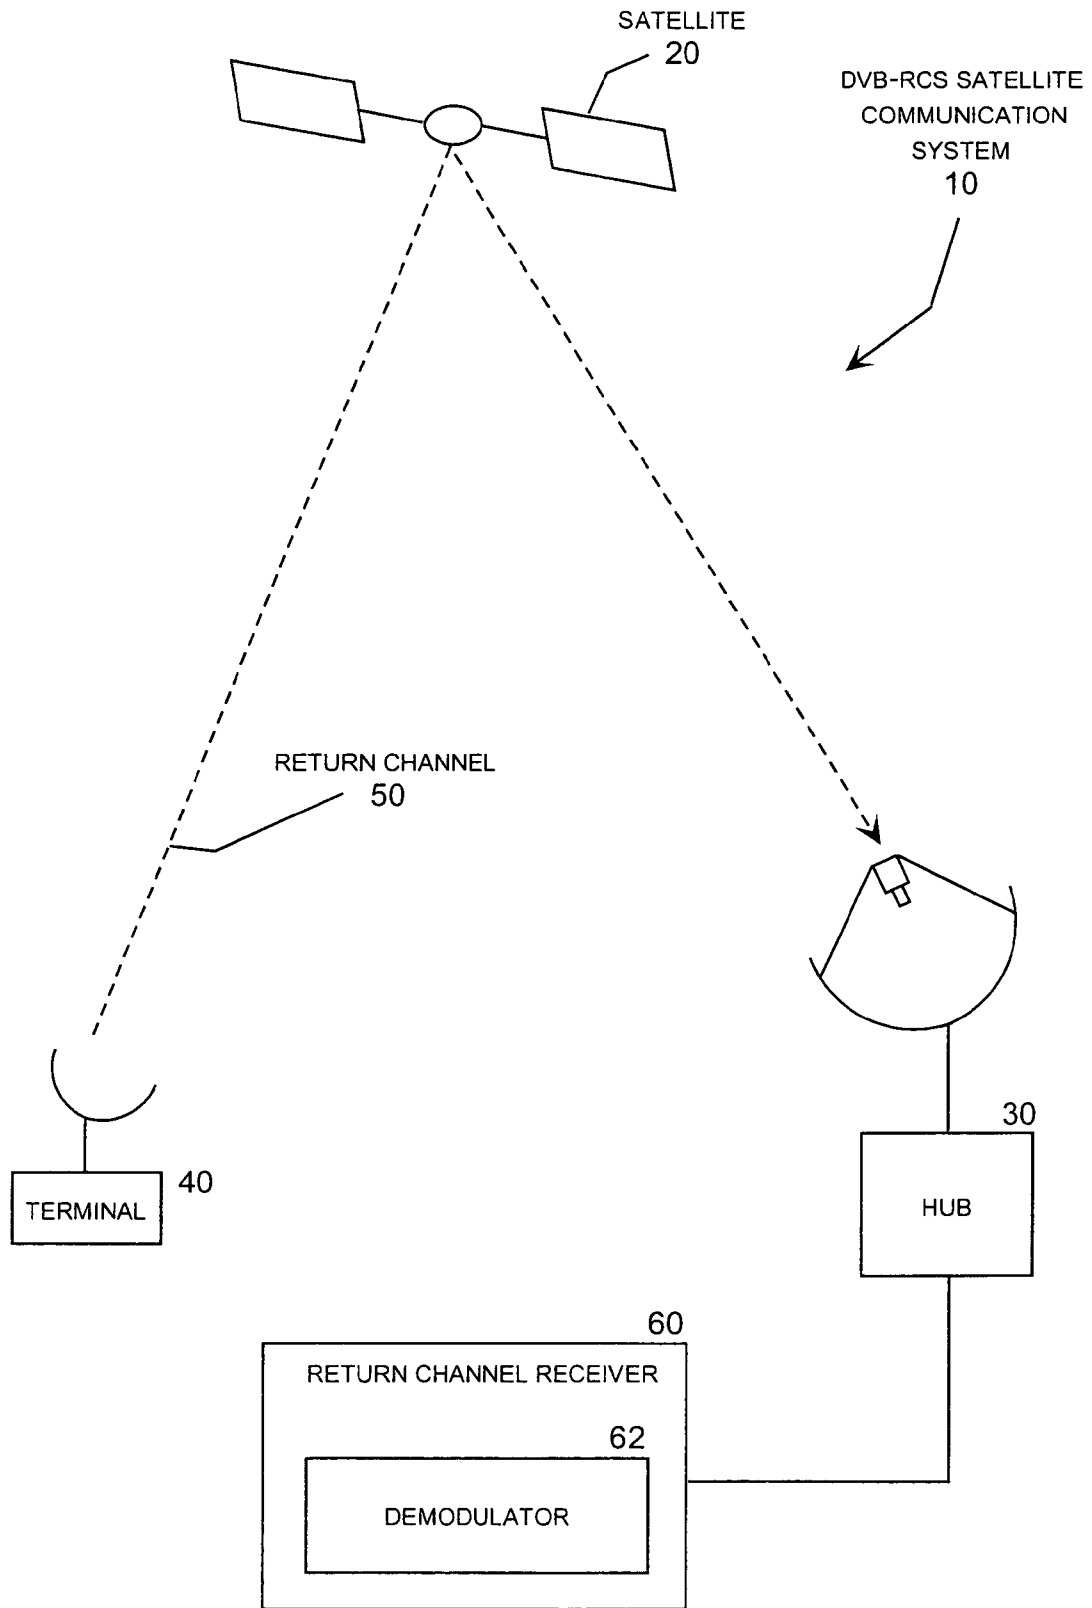 SATELLITE
20
DVB-RCS SATELLITE
COMMUNICATION
SYSTEM
10
RETURN CHANNEL
50
30
40
TERMINAL
HUB
60
RETURN CHANNEL RECEIVER
62
DEMODULATOR